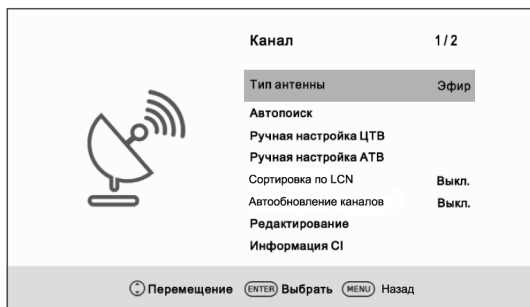 Канал 1/2
Тип антенны Эфир
Автопоиск
Ручная настройка ЦТВ
Ручная настройка АТВ
Сортировка по LCN Выкл.
Автообновление каналов Выкл.
Редактирование
Информация CI
Перемещение ENTER Выбрать MENU Назад